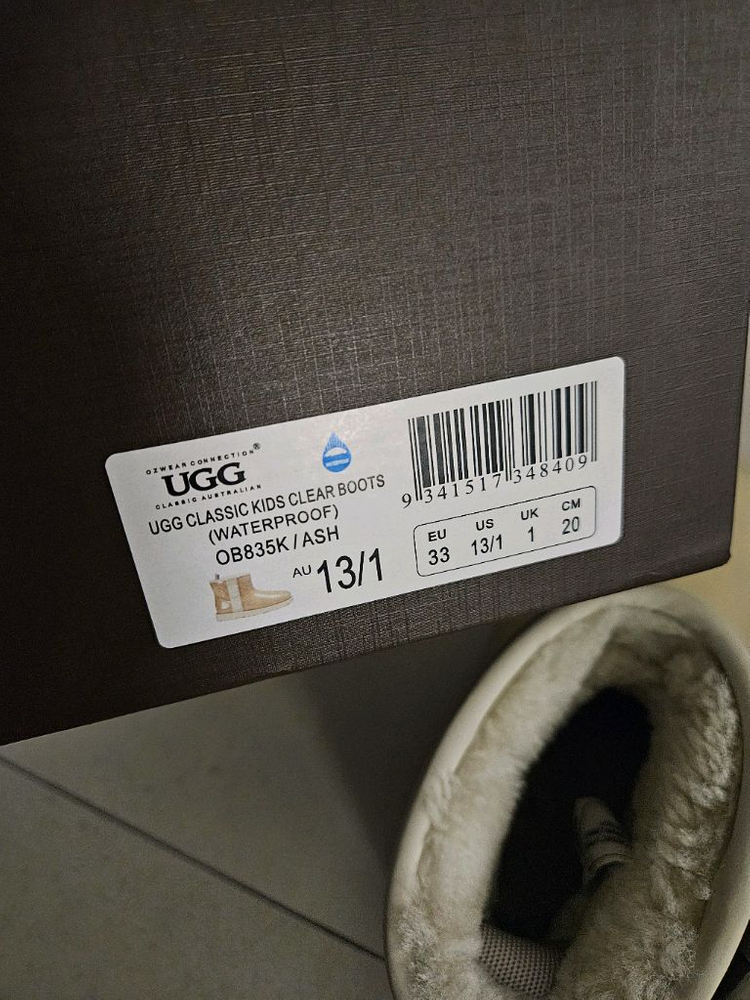 OZWEAR CONNECTION®
UGG
CLASSIC AUSTRALIAN
UGG CLASSIC KIDS CLEAR BOOTS
(WATERPROOF)
OB835K / ASH
AU 13/1
9 341517 348409
EU US UK CM
33 13/1 1 20